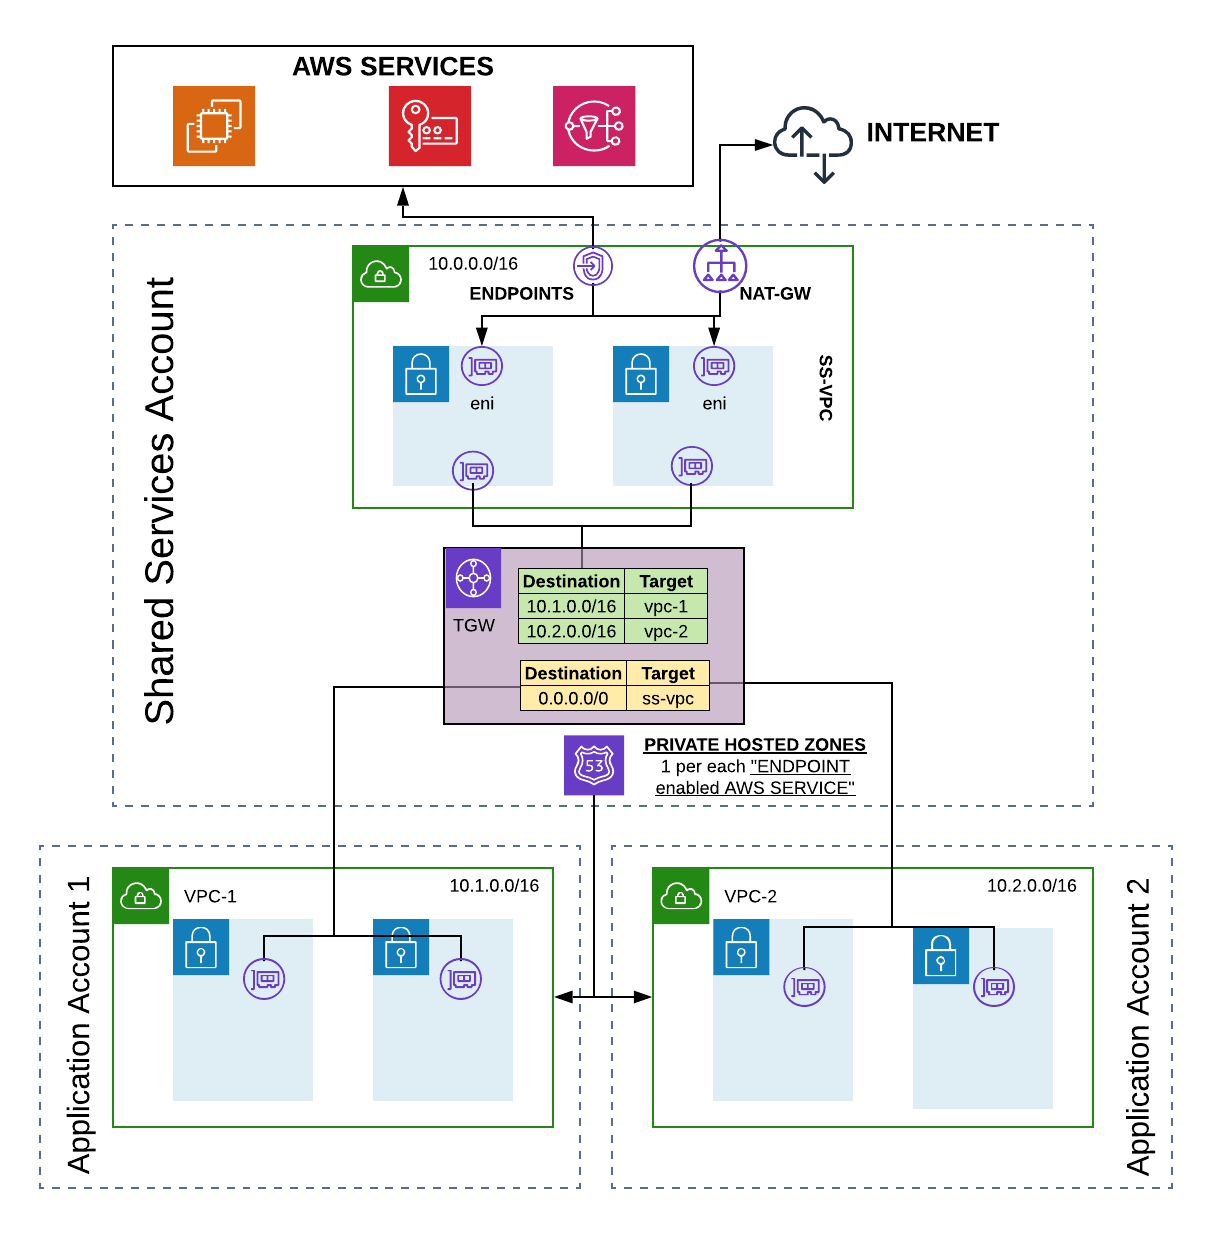 AWS SERVICES
INTERNET
Shared Services Account
10.0.0.0/16
ENDPOINTS
NAT-GW
SS-VPC
eni
eni
TGW
Destination Target
10.1.0.0/16 vpc-1
10.2.0.0/16 vpc-2
Destination Target
0.0.0.0/0 ss-vpc
53
PRIVATE HOSTED ZONES
1 per each "ENDPOINT
enabled AWS SERVICE"
Application Account 1
VPC-1
10.1.0.0/16
VPC-2
10.2.0.0/16
Application Account 2